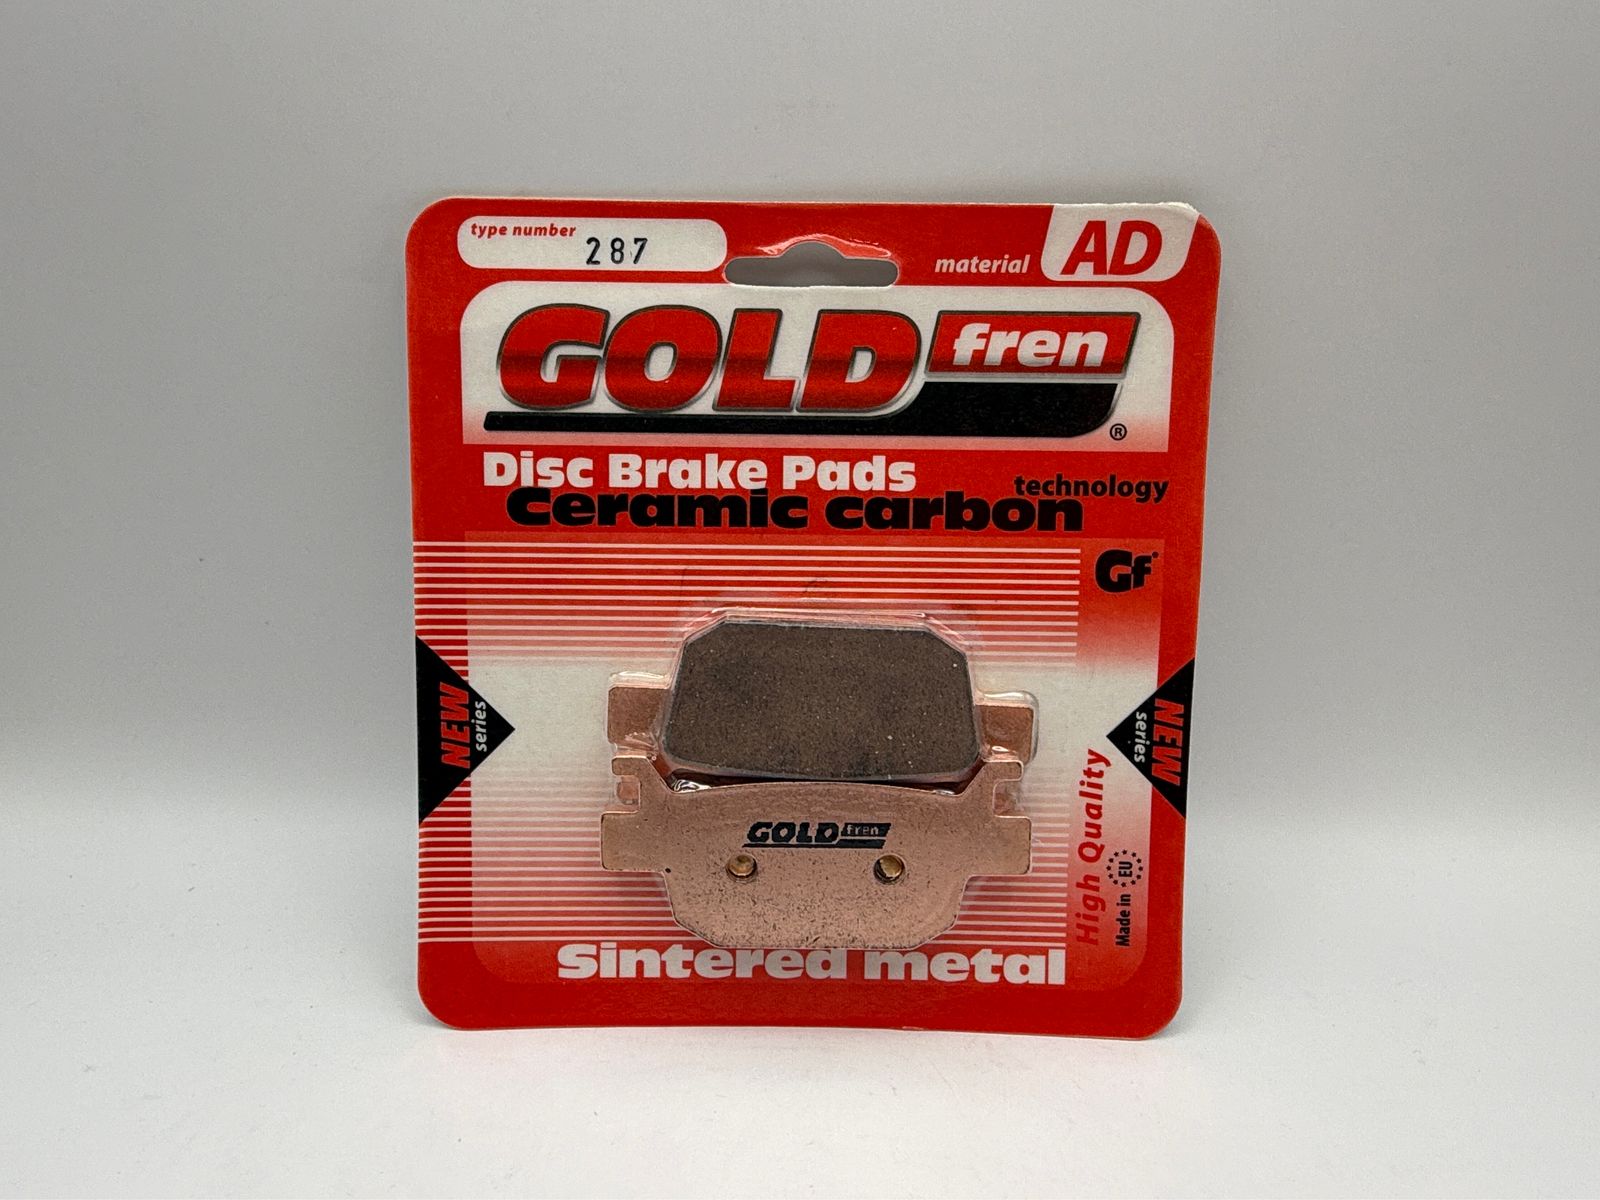 type number
287
material AD
GOLD fren ®
Disc Brake Pads
Ceramic carbon technology
Gf
NEW series
NEW series
GOLD fren
High Quality
Made in EU
Sintered metal